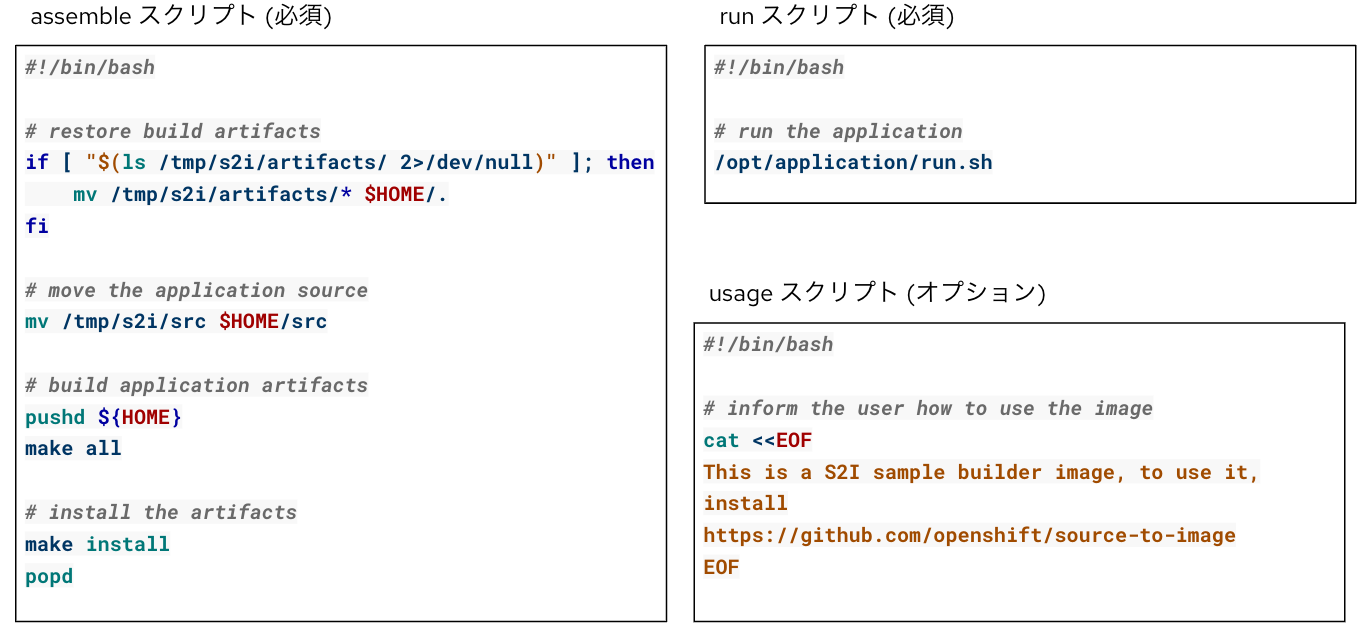 assemble スクリプト (必須)
#!/bin/bash
# restore build artifacts
if [ "$(ls /tmp/s2i/artifacts/ 2>/dev/null)" ]; then
    mv /tmp/s2i/artifacts/* $HOME/.
fi
# move the application source
mv /tmp/s2i/src $HOME/src
# build application artifacts
pushd ${HOME}
make all
# install the artifacts
make install
popd
run スクリプト (必須)
#!/bin/bash
# run the application
/opt/application/run.sh
usage スクリプト (オプション)
#!/bin/bash
# inform the user how to use the image
cat <<EOF
This is a S2I sample builder image, to use it,
install
https://github.com/openshift/source-to-image
EOF